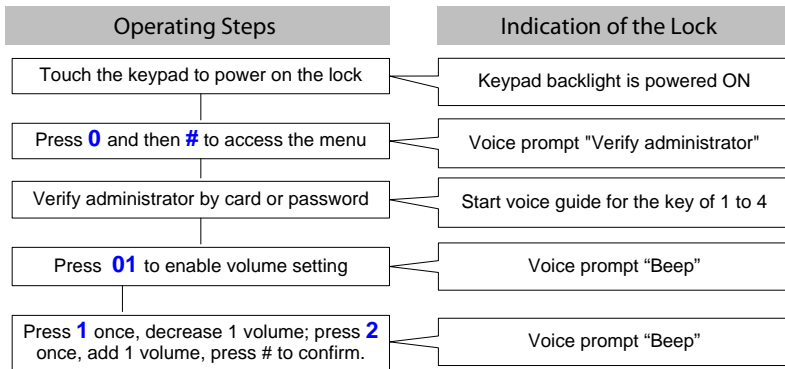 Operating Steps
Indication of the Lock
Touch the keypad to power on the lock
Keypad backlight is powered ON
Press 0 and then # to access the menu
Voice prompt "Verify administrator"
Verify administrator by card or password
Start voice guide for the key of 1 to 4
Press 01 to enable volume setting
Voice prompt “Beep”
Press 1 once, decrease 1 volume; press 2
once, add 1 volume, press # to confirm.
Voice prompt “Beep”